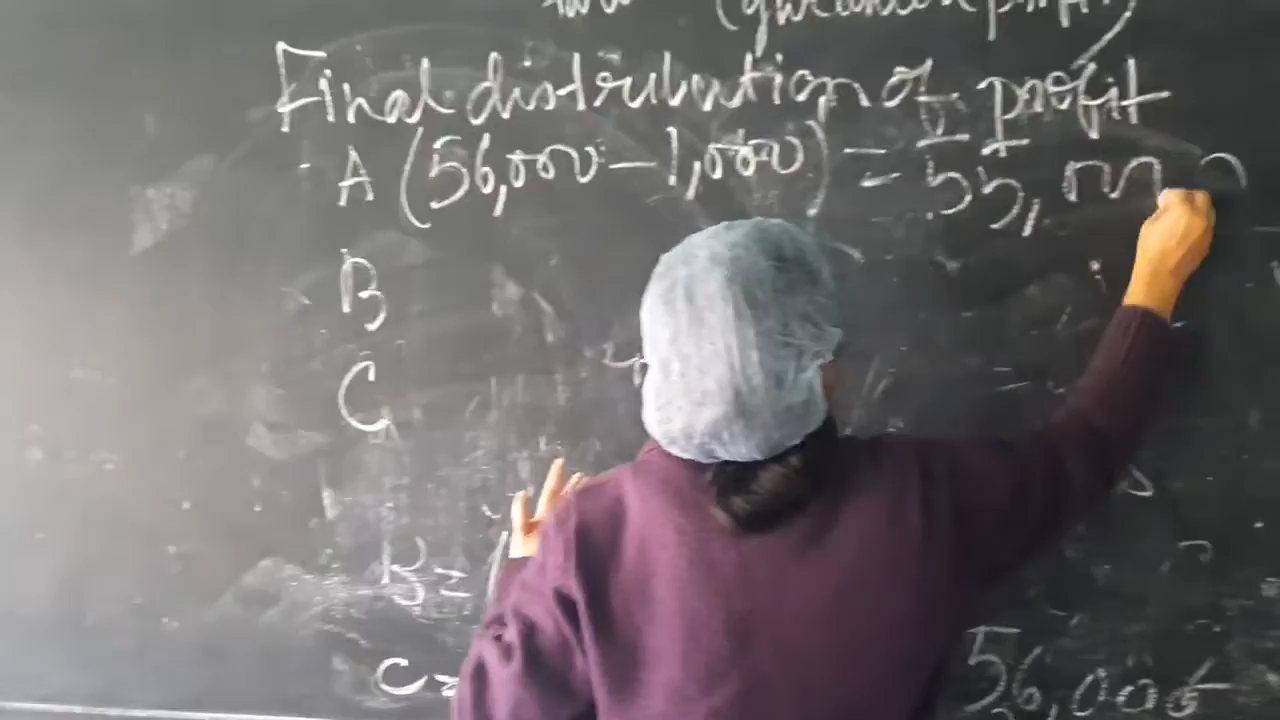 Final distribution of profit
A (56,000 - 1,000) = 55,000
B
C
B =
C =
56,000